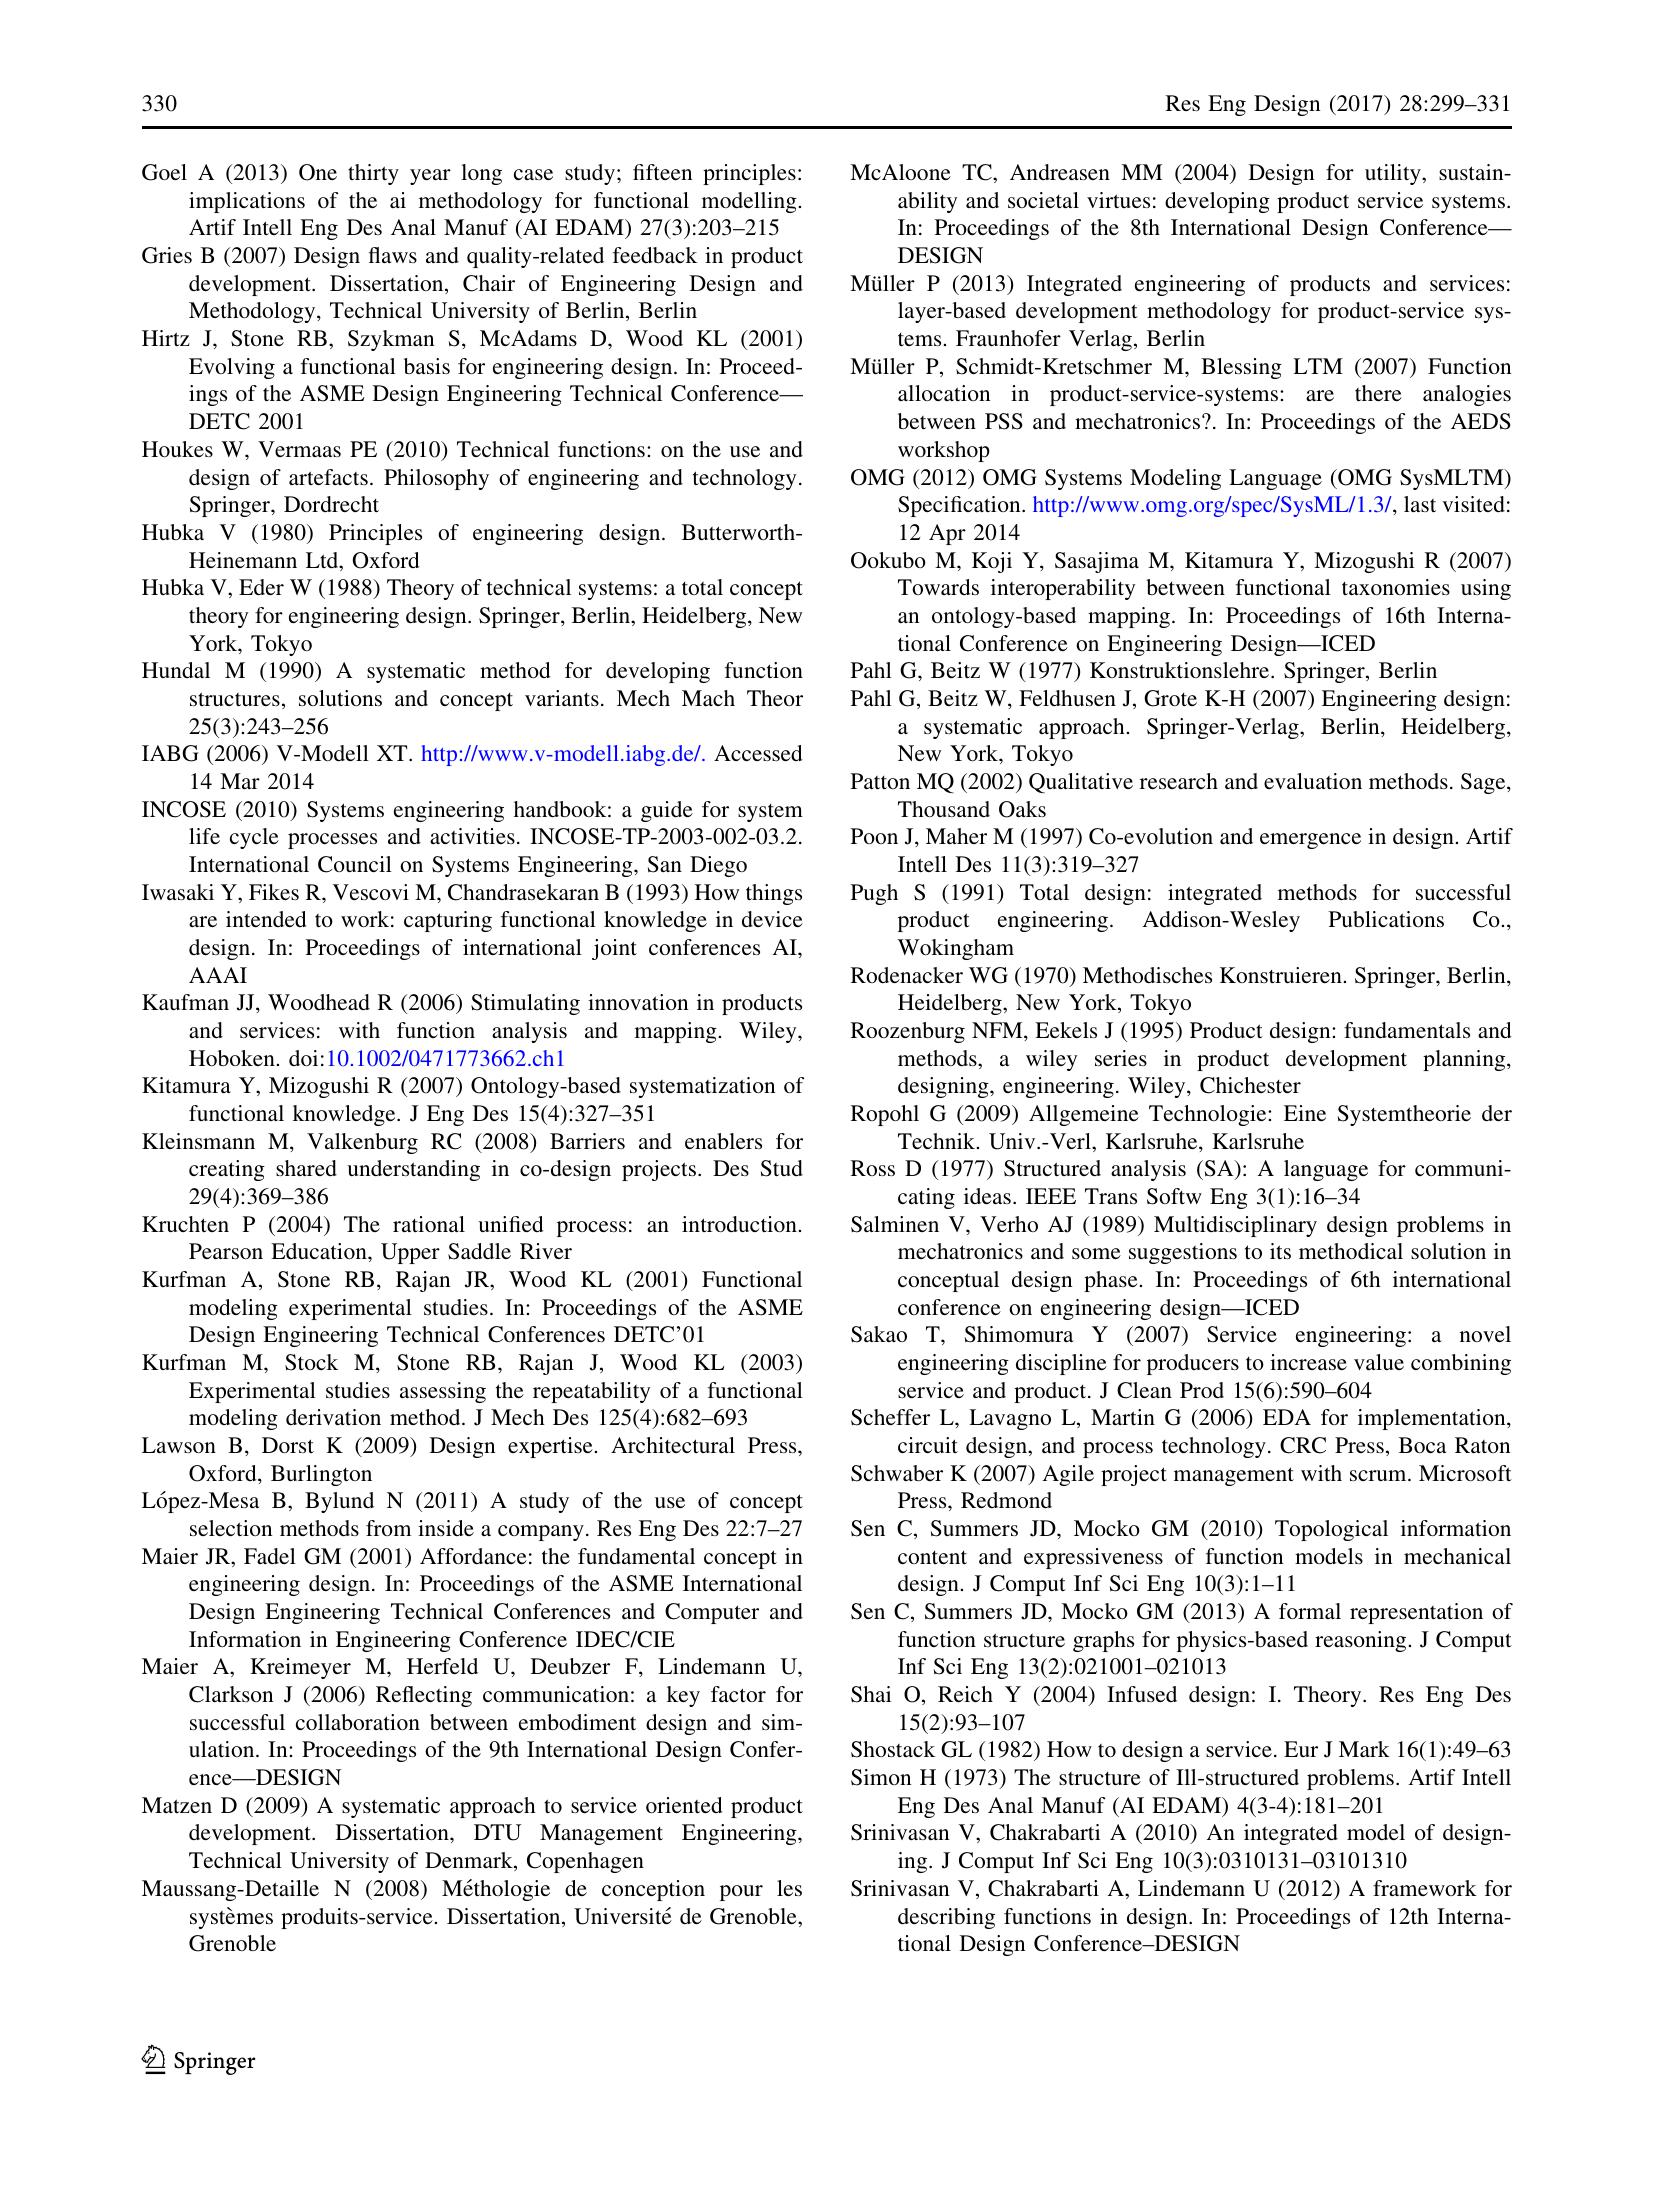 330
Res Eng Design (2017) 28:299–331
Goel A (2013) One thirty year long case study; fifteen principles:
implications of the ai methodology for functional modelling.
Artif Intell Eng Des Anal Manuf (AI EDAM) 27(3):203–215
Gries B (2007) Design flaws and quality-related feedback in product
development. Dissertation, Chair of Engineering Design and
Methodology, Technical University of Berlin, Berlin
Hirtz J, Stone RB, Szykman S, McAdams D, Wood KL (2001)
Evolving a functional basis for engineering design. In: Proceed-
ings of the ASME Design Engineering Technical Conference—
DETC 2001
Houkes W, Vermaas PE (2010) Technical functions: on the use and
design of artefacts. Philosophy of engineering and technology.
Springer, Dordrecht
Hubka V (1980) Principles of engineering design. Butterworth-
Heinemann Ltd, Oxford
Hubka V, Eder W (1988) Theory of technical systems: a total concept
theory for engineering design. Springer, Berlin, Heidelberg, New
York, Tokyo
Hundal M (1990) A systematic method for developing function
structures, solutions and concept variants. Mech Mach Theor
25(3):243–256
IABG (2006) V-Modell XT. http://www.v-modell.iabg.de/. Accessed
14 Mar 2014
INCOSE (2010) Systems engineering handbook: a guide for system
life cycle processes and activities. INCOSE-TP-2003-002-03.2.
International Council on Systems Engineering, San Diego
Iwasaki Y, Fikes R, Vescovi M, Chandrasekaran B (1993) How things
are intended to work: capturing functional knowledge in device
design. In: Proceedings of international joint conferences AI,
AAAI
Kaufman JJ, Woodhead R (2006) Stimulating innovation in products
and services: with function analysis and mapping. Wiley,
Hoboken. doi:10.1002/0471773662.ch1
Kitamura Y, Mizogushi R (2007) Ontology-based systematization of
functional knowledge. J Eng Des 15(4):327–351
Kleinsmann M, Valkenburg RC (2008) Barriers and enablers for
creating shared understanding in co-design projects. Des Stud
29(4):369–386
Kruchten P (2004) The rational unified process: an introduction.
Pearson Education, Upper Saddle River
Kurfman A, Stone RB, Rajan JR, Wood KL (2001) Functional
modeling experimental studies. In: Proceedings of the ASME
Design Engineering Technical Conferences DETC'01
Kurfman M, Stock M, Stone RB, Rajan J, Wood KL (2003)
Experimental studies assessing the repeatability of a functional
modeling derivation method. J Mech Des 125(4):682–693
Lawson B, Dorst K (2009) Design expertise. Architectural Press,
Oxford, Burlington
López-Mesa B, Bylund N (2011) A study of the use of concept
selection methods from inside a company. Res Eng Des 22:7–27
Maier JR, Fadel GM (2001) Affordance: the fundamental concept in
engineering design. In: Proceedings of the ASME International
Design Engineering Technical Conferences and Computer and
Information in Engineering Conference IDEC/CIE
Maier A, Kreimeyer M, Herfeld U, Deubzer F, Lindemann U,
Clarkson J (2006) Reflecting communication: a key factor for
successful collaboration between embodiment design and sim-
ulation. In: Proceedings of the 9th International Design Confer-
ence—DESIGN
Matzen D (2009) A systematic approach to service oriented product
development. Dissertation, DTU Management Engineering,
Technical University of Denmark, Copenhagen
Maussang-Detaille N (2008) Méthologie de conception pour les
systèmes produits-service. Dissertation, Université de Grenoble,
Grenoble
McAloone TC, Andreasen MM (2004) Design for utility, sustain-
ability and societal virtues: developing product service systems.
In: Proceedings of the 8th International Design Conference—
DESIGN
Müller P (2013) Integrated engineering of products and services:
layer-based development methodology for product-service sys-
tems. Fraunhofer Verlag, Berlin
Müller P, Schmidt-Kretschmer M, Blessing LTM (2007) Function
allocation in product-service-systems: are there analogies
between PSS and mechatronics?. In: Proceedings of the AEDS
workshop
OMG (2012) OMG Systems Modeling Language (OMG SysMLTM)
Specification. http://www.omg.org/spec/SysML/1.3/, last visited:
12 Apr 2014
Ookubo M, Koji Y, Sasajima M, Kitamura Y, Mizogushi R (2007)
Towards interoperability between functional taxonomies using
an ontology-based mapping. In: Proceedings of 16th Interna-
tional Conference on Engineering Design—ICED
Pahl G, Beitz W (1977) Konstruktionslehre. Springer, Berlin
Pahl G, Beitz W, Feldhusen J, Grote K-H (2007) Engineering design:
a systematic approach. Springer-Verlag, Berlin, Heidelberg,
New York, Tokyo
Patton MQ (2002) Qualitative research and evaluation methods. Sage,
Thousand Oaks
Poon J, Maher M (1997) Co-evolution and emergence in design. Artif
Intell Des 11(3):319–327
Pugh S (1991) Total design: integrated methods for successful
product engineering. Addison-Wesley Publications Co.,
Wokingham
Rodenacker WG (1970) Methodisches Konstruieren. Springer, Berlin,
Heidelberg, New York, Tokyo
Roozenburg NFM, Eekels J (1995) Product design: fundamentals and
methods, a wiley series in product development planning,
designing, engineering. Wiley, Chichester
Ropohl G (2009) Allgemeine Technologie: Eine Systemtheorie der
Technik. Univ.-Verl, Karlsruhe, Karlsruhe
Ross D (1977) Structured analysis (SA): A language for communi-
cating ideas. IEEE Trans Softw Eng 3(1):16–34
Salminen V, Verho AJ (1989) Multidisciplinary design problems in
mechatronics and some suggestions to its methodical solution in
conceptual design phase. In: Proceedings of 6th international
conference on engineering design—ICED
Sakao T, Shimomura Y (2007) Service engineering: a novel
engineering discipline for producers to increase value combining
service and product. J Clean Prod 15(6):590–604
Scheffer L, Lavagno L, Martin G (2006) EDA for implementation,
circuit design, and process technology. CRC Press, Boca Raton
Schwaber K (2007) Agile project management with scrum. Microsoft
Press, Redmond
Sen C, Summers JD, Mocko GM (2010) Topological information
content and expressiveness of function models in mechanical
design. J Comput Inf Sci Eng 10(3):1–11
Sen C, Summers JD, Mocko GM (2013) A formal representation of
function structure graphs for physics-based reasoning. J Comput
Inf Sci Eng 13(2):021001–021013
Shai O, Reich Y (2004) Infused design: I. Theory. Res Eng Des
15(2):93–107
Shostack GL (1982) How to design a service. Eur J Mark 16(1):49–63
Simon H (1973) The structure of Ill-structured problems. Artif Intell
Eng Des Anal Manuf (AI EDAM) 4(3-4):181–201
Srinivasan V, Chakrabarti A (2010) An integrated model of design-
ing. J Comput Inf Sci Eng 10(3):0310131–03101310
Srinivasan V, Chakrabarti A, Lindemann U (2012) A framework for
describing functions in design. In: Proceedings of 12th Interna-
tional Design Conference–DESIGN
Springer